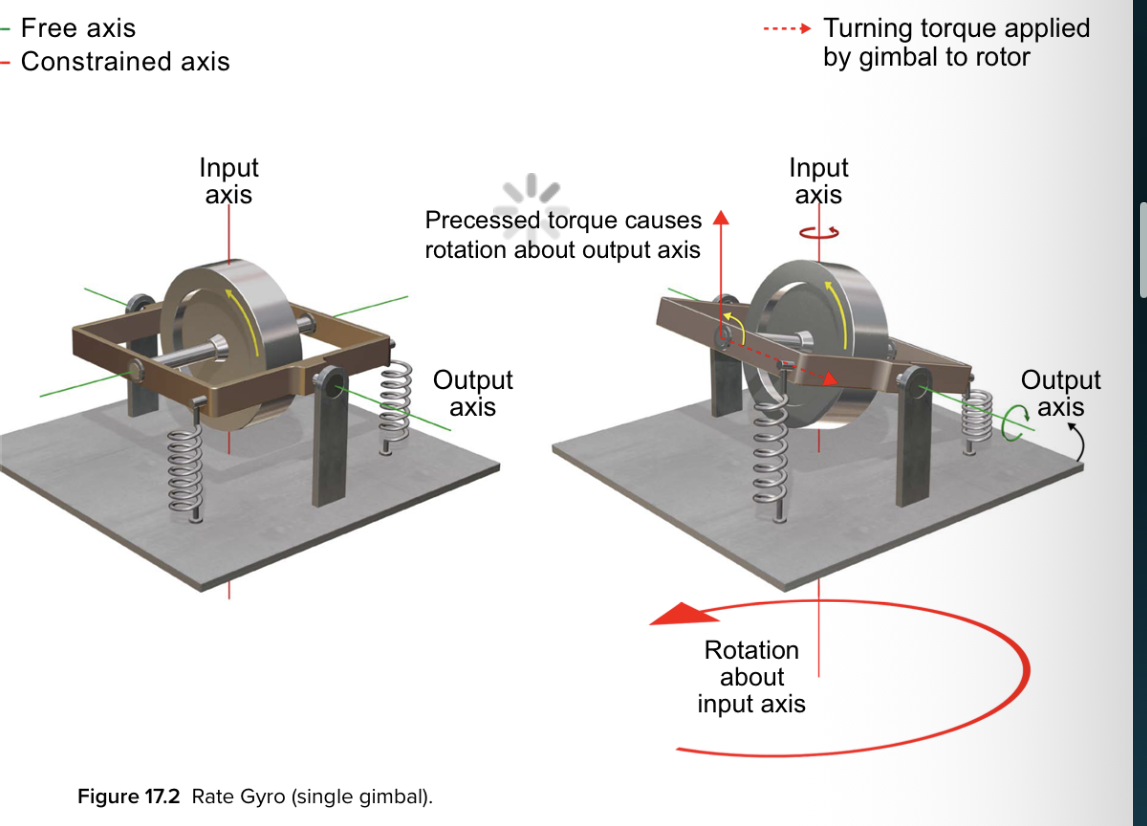 Free axis
Constrained axis
Turning torque applied
by gimbal to rotor
Input
axis
Precessed torque causes
rotation about output axis
Input
axis
Output
axis
Output
axis
Rotation
about
input axis
Figure 17.2 Rate Gyro (single gimbal).